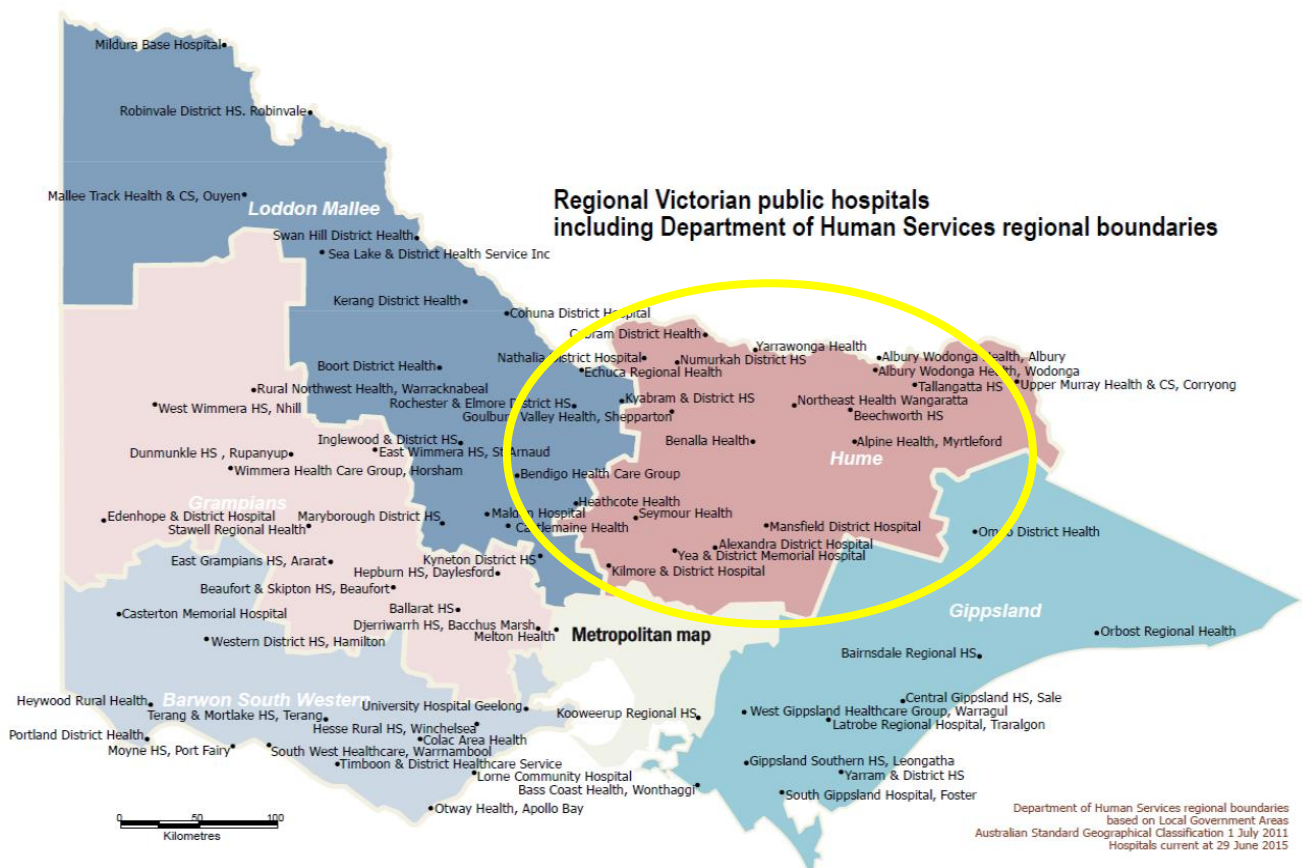 Mildura Base Hospital
Robinvale District HS. Robinvale
Mallee Track Health & CS, Ouyen
Loddon Mallee
Regional Victorian public hospitals
including Department of Human Services regional boundaries
Swan Hill District Health
Sea Lake & District Health Service Inc
Kerang District Health
Cohuna District Hospital
Cobram District Health
Yarrawonga Health
Nathalia District Hospital
Numurkah District HS
Albury Wodonga Health, Albury
Boort District Health
Echuca Regional Health
Albury Wodonga Health, Wodonga
Tallangatta HS
Upper Murray Health & CS, Corryong
Rural Northwest Health, Warracknabeal
West Wimmera HS, Nhill
Rochester & Elmore District HS
Kyabram & District HS
Northeast Health Wangaratta
Goulburn Valley Health, Shepparton
Beechworth HS
Inglewood & District HS
Benalla Health
Alpine Health, Myrtleford
Dunmunkle HS , Rupanyup
East Wimmera HS, St Arnaud
Hume
Wimmera Health Care Group, Horsham
Bendigo Health Care Group
Grampians
Heathcote Health
Edenhope & District Hospital
Maryborough District HS
Maldon Hospital
Seymour Health
Stawell Regional Health
Castlemaine Health
Mansfield District Hospital
Omeo District Health
Alexandra District Hospital
East Grampians HS, Ararat
Kyneton District HS
Yea & District Memorial Hospital
Hepburn HS, Daylesford
Kilmore & District Hospital
Beaufort & Skipton HS, Beaufort
Casterton Memorial Hospital
Ballarat HS
Gippsland
Djerriwarrh HS, Bacchus Marsh
Western District HS, Hamilton
Melton Health
Metropolitan map
Orbost Regional Health
Bairnsdale Regional HS
Heywood Rural Health
Barwon South Western
Central Gippsland HS, Sale
University Hospital Geelong
West Gippsland Healthcare Group, Warragul
Terang & Mortlake HS, Terang
Kooweerup Regional HS
Latrobe Regional Hospital, Traralgon
Hesse Rural HS, Winchelsea
Portland District Health
Colac Area Health
Moyne HS, Port Fairy
South West Healthcare, Warrnambool
Timboon & District Healthcare Service
Gippsland Southern HS, Leongatha
Lorne Community Hospital
Yarram & District HS
Bass Coast Health, Wonthaggi
South Gippsland Hospital, Foster
Otway Health, Apollo Bay
0 50 100
Kilometres
Department of Human Services regional boundaries
based on Local Government Areas
Australian Standard Geographical Classification 1 July 2011
Hospitals current at 29 June 2015